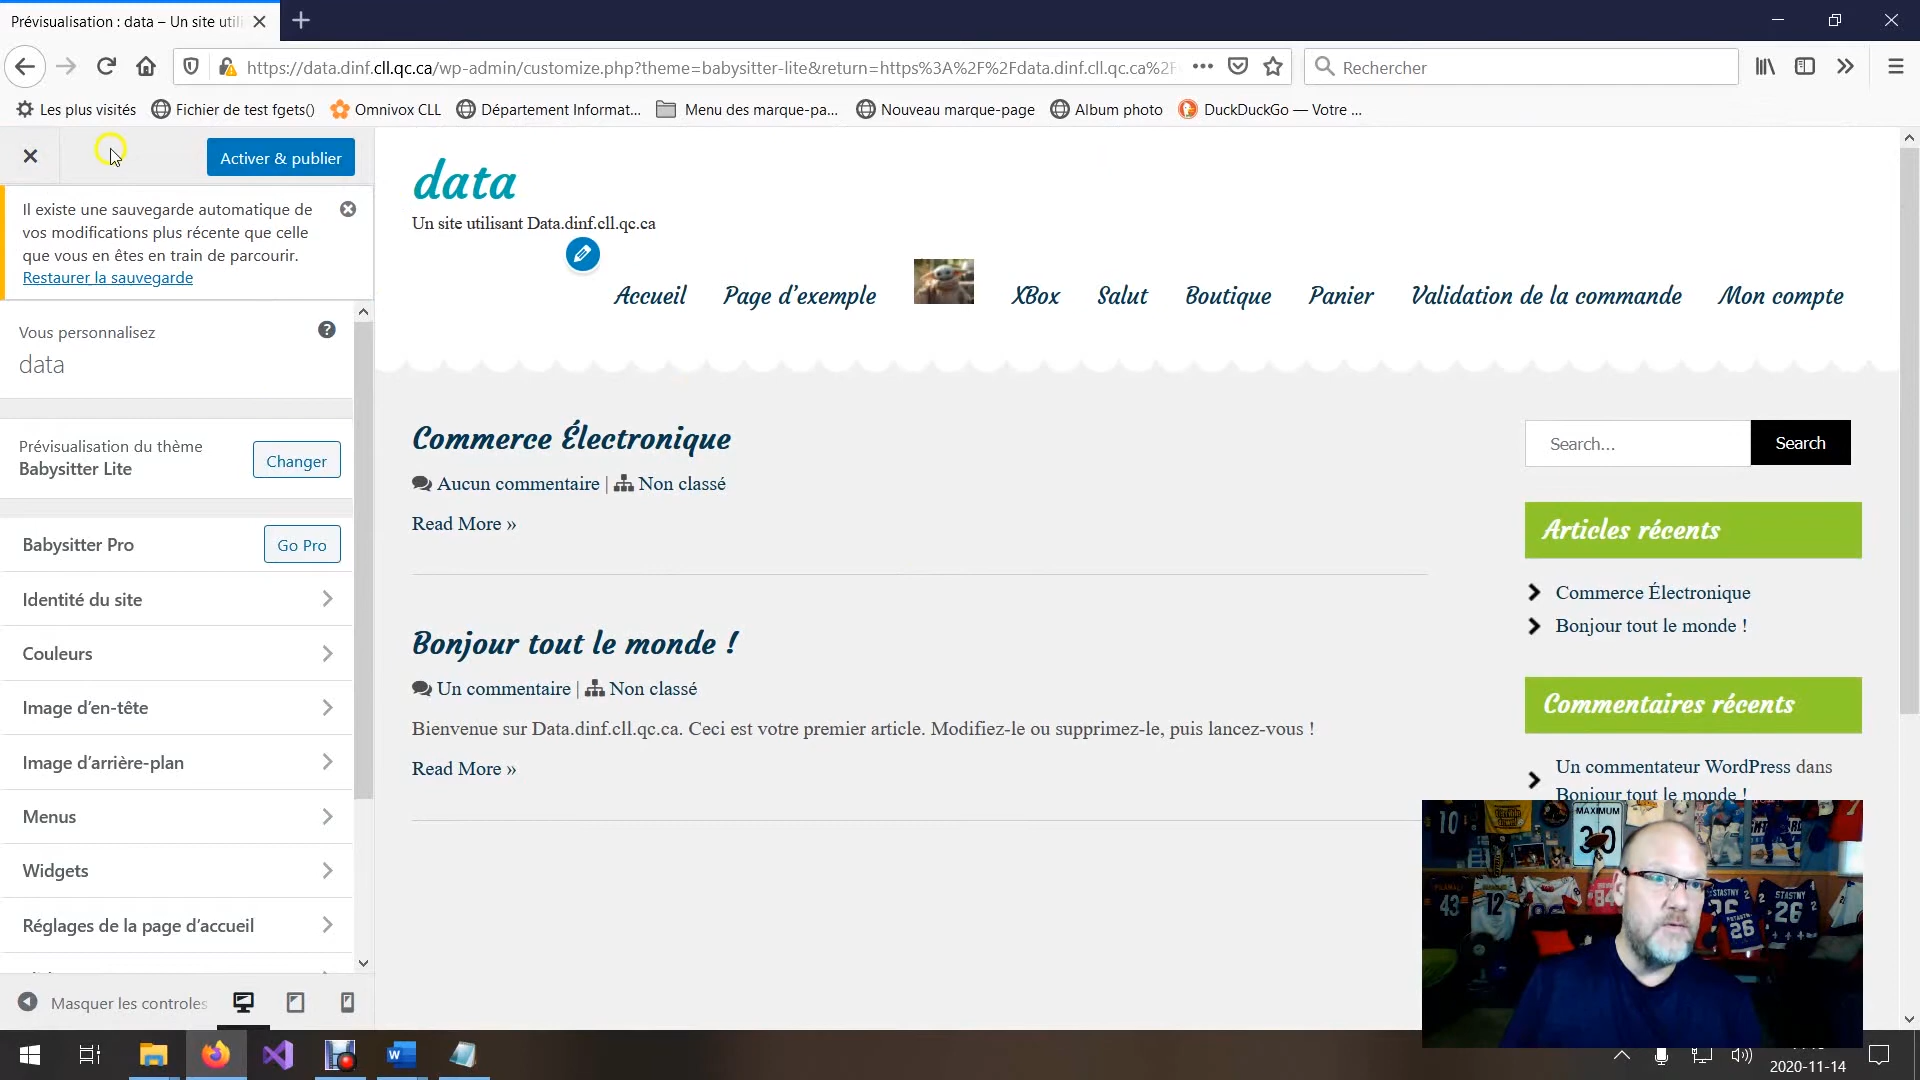 Prévisualisation : data – Un site utili
https://data.dinf.cll.qc.ca/wp-admin/customize.php?theme=babysitter-lite&return=https%3A%2F%2Fdata.dinf.cll.qc.ca%2F
Rechercher
Les plus visités
Fichier de test fgets()
Omnivox CLL
Département Informat...
Menu des marque-pa...
Nouveau marque-page
Album photo
DuckDuckGo — Votre ...
Activer & publier
Il existe une sauvegarde automatique de
vos modifications plus récente que celle
que vous en êtes en train de parcourir.
Restaurer la sauvegarde
Vous personnalisez
data
Prévisualisation du thème
Babysitter Lite
Changer
Babysitter Pro
Go Pro
Identité du site
Couleurs
Image d'en-tête
Image d'arrière-plan
Menus
Widgets
Réglages de la page d'accueil
Masquer les controles
data
Un site utilisant Data.dinf.cll.qc.ca
Accueil
Page d'exemple
XBox
Salut
Boutique
Panier
Validation de la commande
Mon compte
Commerce Électronique
Aucun commentaire | Non classé
Read More »
Bonjour tout le monde !
Un commentaire | Non classé
Bienvenue sur Data.dinf.cll.qc.ca. Ceci est votre premier article. Modifiez-le ou supprimez-le, puis lancez-vous !
Read More »
Search...
Search
Articles récents
Commerce Électronique
Bonjour tout le monde !
Commentaires récents
Un commentateur WordPress dans
Bonjour tout le monde !
MAXIMUM
30
10
43
12
STASTNY
26
STASTNY
26
26
2020-11-14